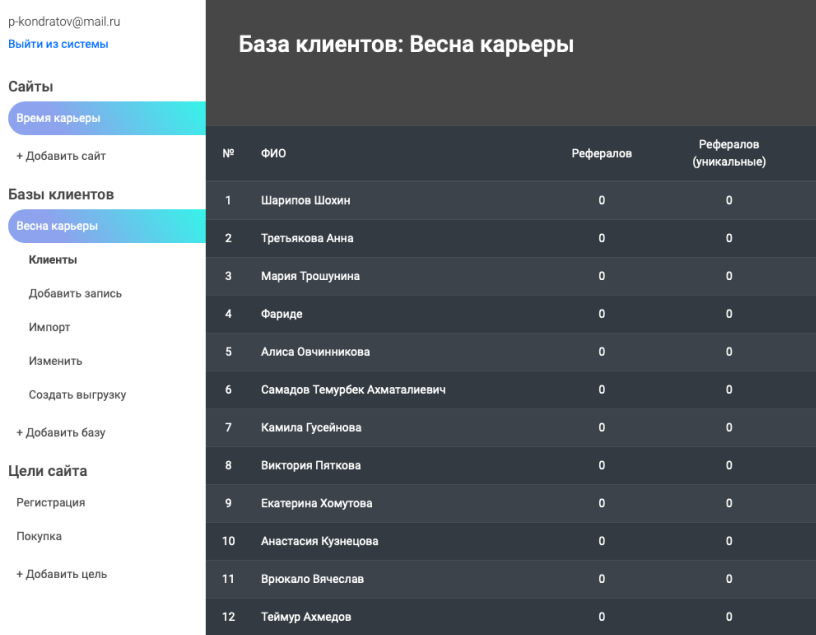 p-kondratov@mail.ru
Выйти из системы
Сайты
Время карьеры
+ Добавить сайт
Базы клиентов
Весна карьеры
Клиенты
Добавить запись
Импорт
Изменить
Создать выгрузку
+ Добавить базу
Цели сайта
Регистрация
Покупка
+ Добавить цель
База клиентов: Весна карьеры
№ ФИО Рефералов Рефералов
(уникальные)
1 Шарипов Шохин 0 0
2 Третьякова Анна 0 0
3 Мария Трошунина 0 0
4 Фариде 0 0
5 Алиса Овчинникова 0 0
6 Самадов Темурбек Ахматалиевич 0 0
7 Камила Гусейнова 0 0
8 Виктория Пяткова 0 0
9 Екатерина Хомутова 0 0
10 Анастасия Кузнецова 0 0
11 Врюкало Вячеслав 0 0
12 Теймур Ахмедов 0 0